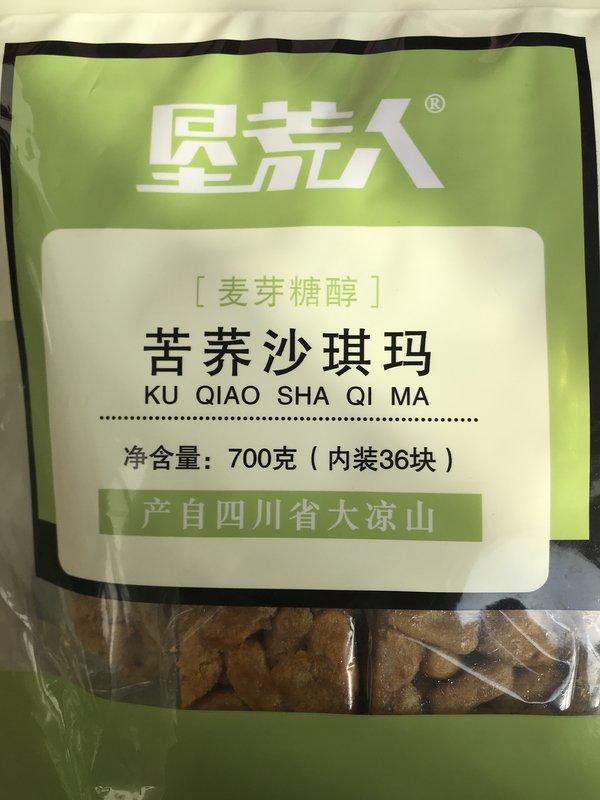 垦荒人®
[麦芽糖醇]
苦荞沙琪玛
KU QIAO SHA QI MA
净含量：700克（内装36块）
产自四川省大凉山